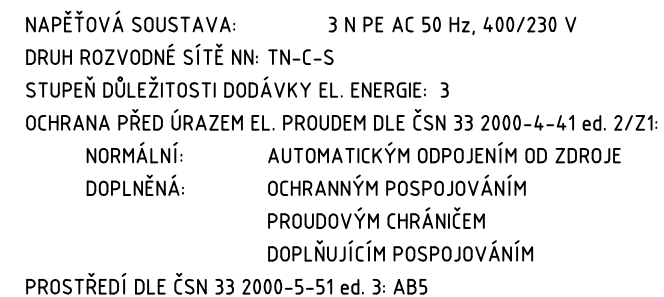 NAPĚŤOVÁ SOUSTAVA: 3 N PE AC 50 Hz, 400/230 V
DRUH ROZVODNÉ SÍTĚ NN: TN-C-S
STUPEŇ DŮLEŽITOSTI DODÁVKY EL. ENERGIE: 3
OCHRANA PŘED ÚRAZEM EL. PROUDEM DLE ČSN 33 2000-4-41 ed. 2/Z1:
NORMÁLNÍ: AUTOMATICKÝM ODPOJENÍM OD ZDROJE
DOPLNĚNÁ: OCHRANNÝM POSPOJOVÁNÍM
PROUDOVÝM CHRÁNIČEM
DOPLŇUJÍCÍM POSPOJOVÁNÍM
PROSTŘEDÍ DLE ČSN 33 2000-5-51 ed. 3: AB5